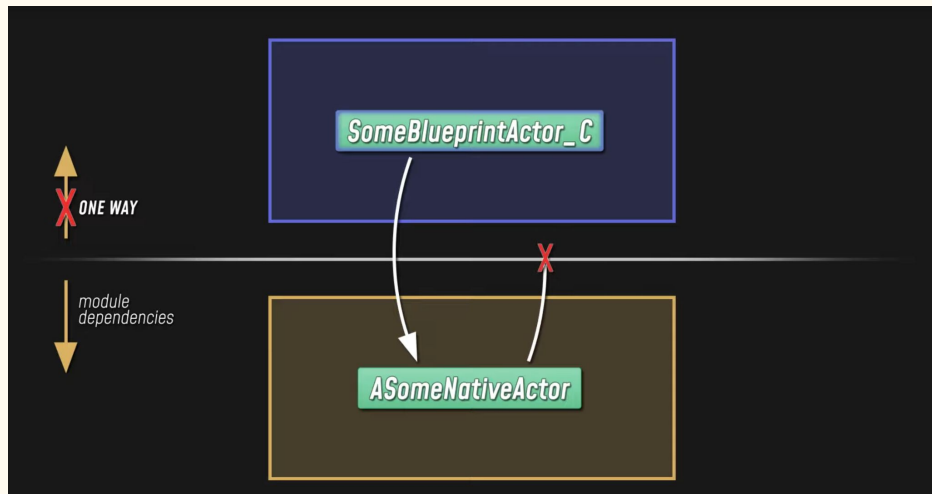 SomeBlueprintActor_C
ONE WAY
module
dependencies
ASomeNativeActor